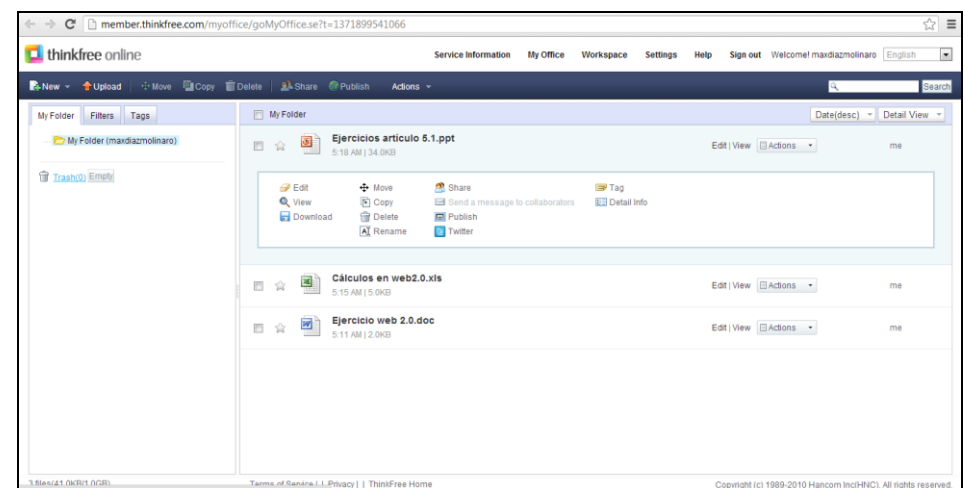 member.thinkfree.com/myoffice/goMyOffice.se?t=1371899541066
thinkfree online
Service Information My Office Workspace Settings Help Sign out Welcome! maxdiazmolinaro English
New Upload Move Copy Delete Share Publish Actions Search
My Folder Filters Tags
My Folder (maxdiazmolinaro)
Trash(0) Empty
My Folder Date(desc) Detail View
Ejercicios artículo 5.1.ppt
5:18 AM | 34.0KB
Edit | View Actions me
Edit Move Share Tag
View Copy Send a message to collaborators Detail Info
Download Delete Publish
Rename Twitter
Cálculos en web2.0.xls
5:15 AM | 5.0KB
Edit | View Actions me
Ejercicio web 2.0.doc
5:11 AM | 2.0KB
Edit | View Actions me
3 files(41.0KB/1.0GB) Terms of Service | | Privacy | | ThinkFree Home Copyright (c) 1989-2010 Hancom Inc(HNC). All rights reserved.